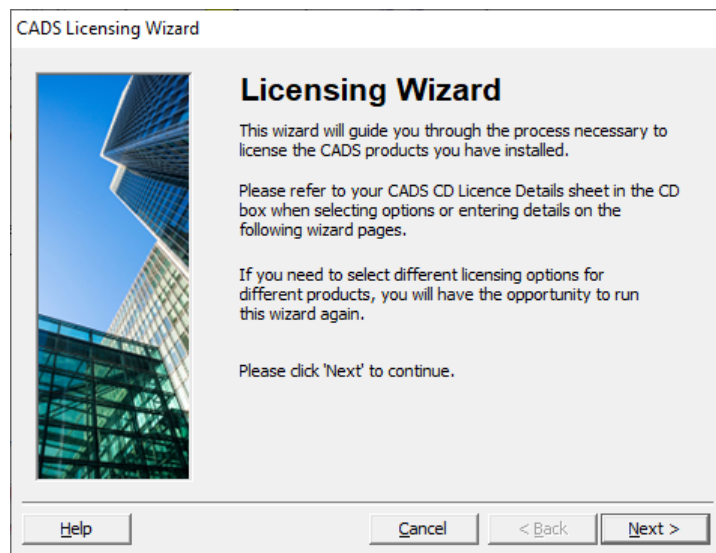 CADS Licensing Wizard
Licensing Wizard
This wizard will guide you through the process necessary to
license the CADS products you have installed.
Please refer to your CADS CD Licence Details sheet in the CD
box when selecting options or entering details on the
following wizard pages.
If you need to select different licensing options for
different products, you will have the opportunity to run
this wizard again.
Please click 'Next' to continue.
Help
Cancel
< Back
Next >